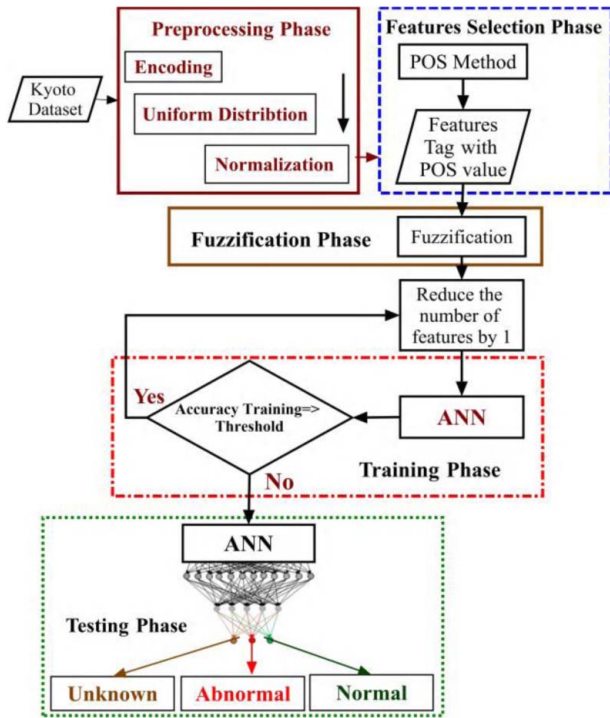 Preprocessing Phase
Encoding
Uniform Distribtion
Normalization
Kyoto
Dataset
Features Selection Phase
POS Method
Features
Tag with
POS value
Fuzzification Phase
Fuzzification
Reduce the
number of
features by 1
Yes
Accuracy Training=>
Threshold
ANN
Training Phase
No
ANN
Testing Phase
Unknown
Abnormal
Normal